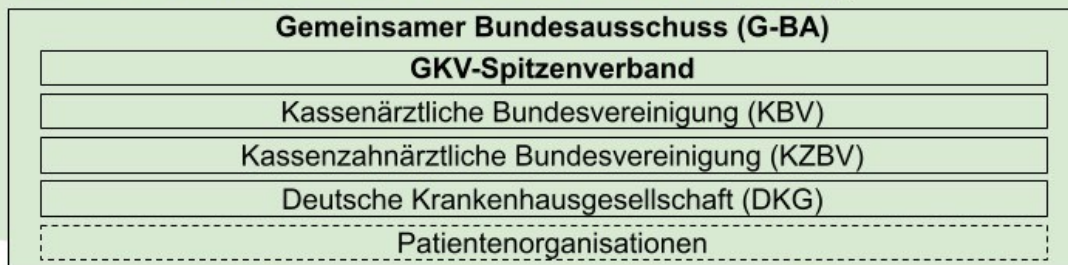 Gemeinsamer Bundesausschuss (G-BA)
GKV-Spitzenverband
Kassenärztliche Bundesvereinigung (KBV)
Kassenzahnärztliche Bundesvereinigung (KZBV)
Deutsche Krankenhausgesellschaft (DKG)
Patientenorganisationen